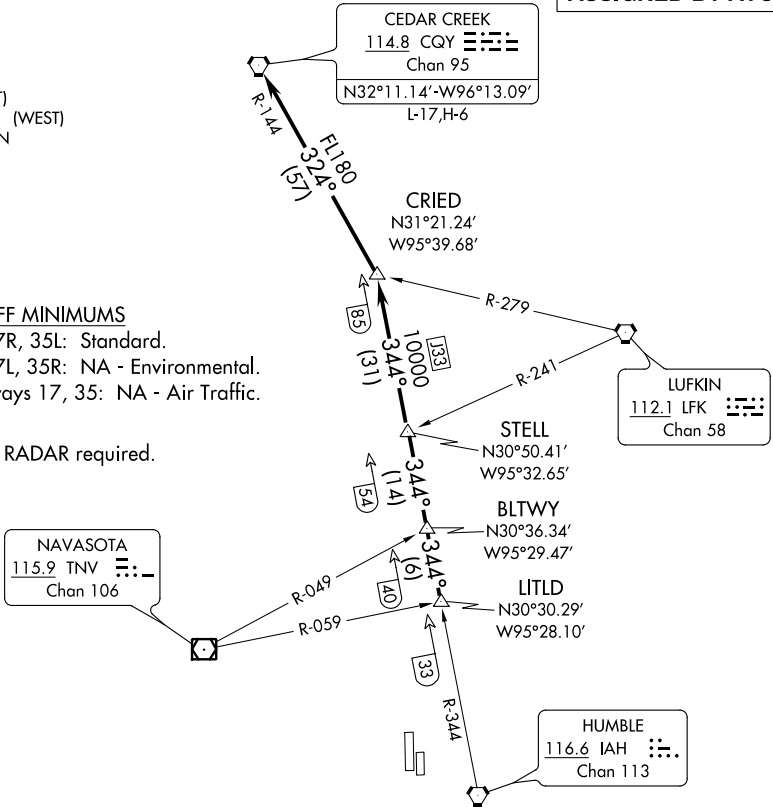 CEDAR CREEK
114.8 CQY
Chan 95
N32°11.14'-W96°13.09'
L-17,H-6
(WEST)
R-144
FL180
324°
(57)
CRIED
N31°21.24'
W95°39.68'
85
R-279
10000
J33
344°
(31)
R-241
LUFKIN
112.1 LFK
Chan 58
FF MINIMUMS
7R, 35L: Standard.
7L, 35R: NA - Environmental.
ays 17, 35: NA - Air Traffic.
RADAR required.
STELL
N30°50.41'
W95°32.65'
54
344°
(14)
BLTWY
N30°36.34'
W95°29.47'
NAVASOTA
115.9 TNV
Chan 106
R-049
40
344°
(6)
LITLD
N30°30.29'
W95°28.10'
R-059
33
R-344
HUMBLE
116.6 IAH
Chan 113